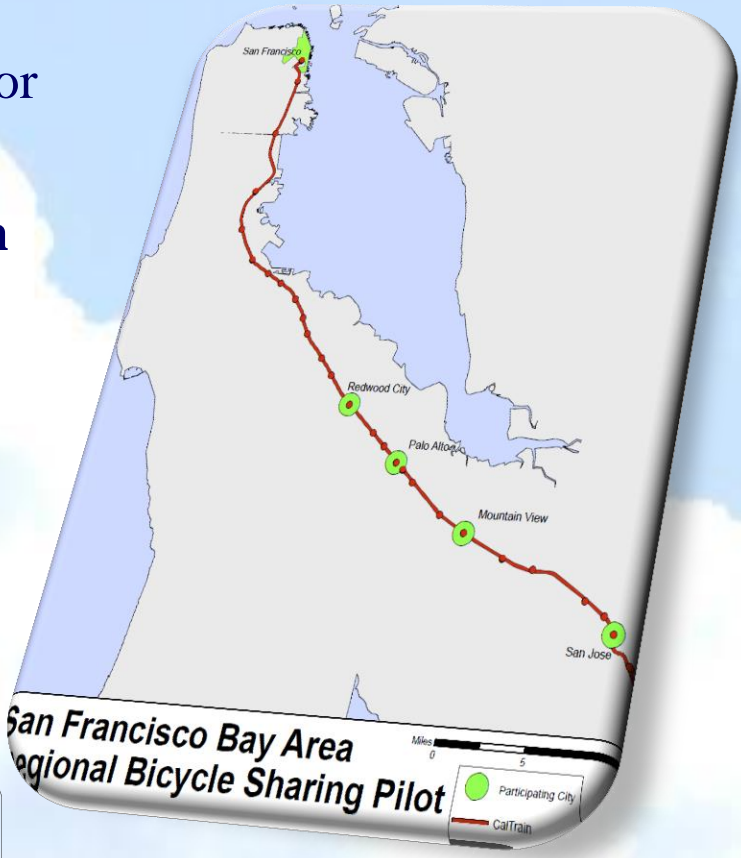 or
n
San Francisco
Redwood City
Palo Alto
Mountain View
San Jose
San Francisco Bay Area
egional Bicycle Sharing Pilot
Miles
0 5
Participating City
CalTrain